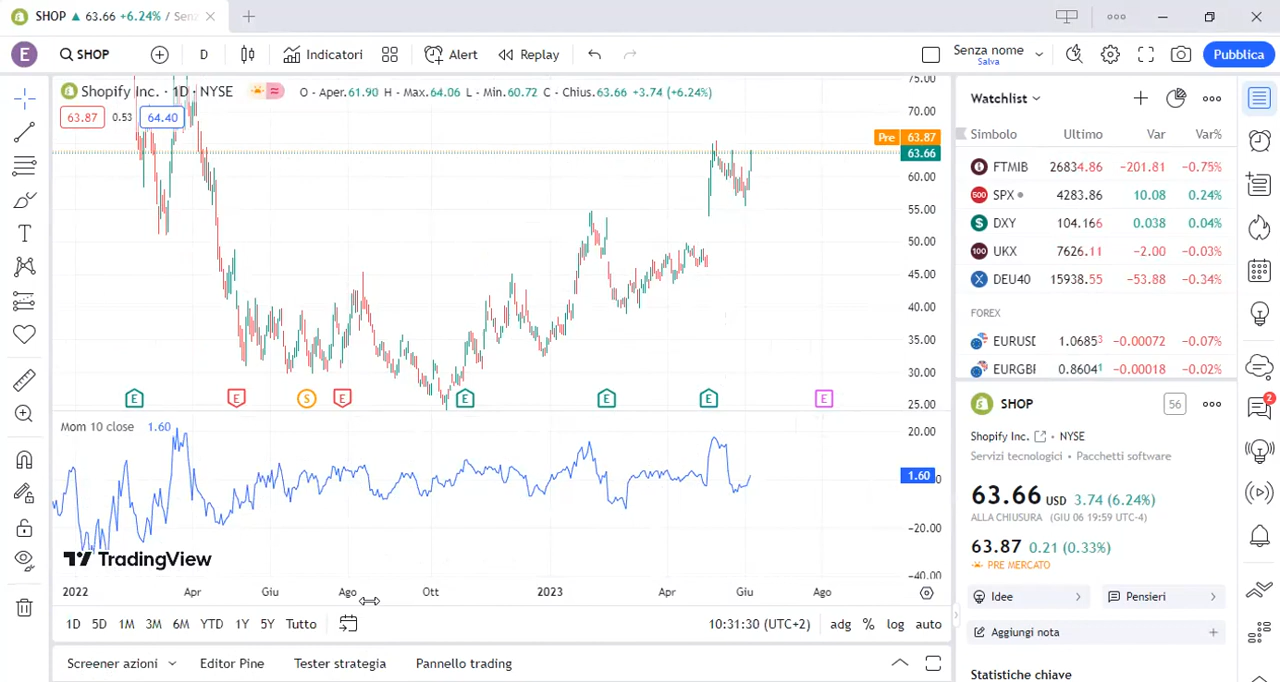 SHOP ▲ 63.66 +6.24% / Senz
E
SHOP
D
Indicatori
Alert
Replay
Senza nome
Salva
Pubblica
Shopify Inc. · 1D · NYSE
O - Aper.61.90 H - Max.64.06 L - Min.60.72 C - Chius.63.66 +3.74 (+6.24%)
63.87 0.53 64.40
75.00
70.00
Pre 63.87
63.66
60.00
55.00
50.00
45.00
40.00
35.00
30.00
25.00
E E S E E E E E
Mom 10 close 1.60
20.00
1.60
−20.00
−40.00
TradingView
2022 Apr Giu Ago Ott 2023 Apr Giu Ago
1D 5D 1M 3M 6M YTD 1Y 5Y Tutto
10:31:30 (UTC+2) adg % log auto
Screener azioni Editor Pine Tester strategia Pannello trading
Watchlist
Simbolo Ultimo Var Var%
FTMIB 26834.86 −201.81 −0.75%
500 SPX 4283.86 10.08 0.24%
$ DXY 104.166 0.038 0.04%
100 UKX 7626.11 −2.00 −0.03%
X DEU40 15938.55 −53.88 −0.34%
FOREX
EURUSI 1.06853 −0.00072 −0.07%
EURGBI 0.86041 −0.00018 −0.02%
SHOP
56
Shopify Inc. • NYSE
Servizi tecnologici • Pacchetti software
63.66 USD 3.74 (6.24%)
ALLA CHIUSURA (GIU 06 19:59 UTC-4)
63.87 0.21 (0.33%)
PRE MERCATO
Idee
Pensieri
Aggiungi nota
Statistiche chiave
2